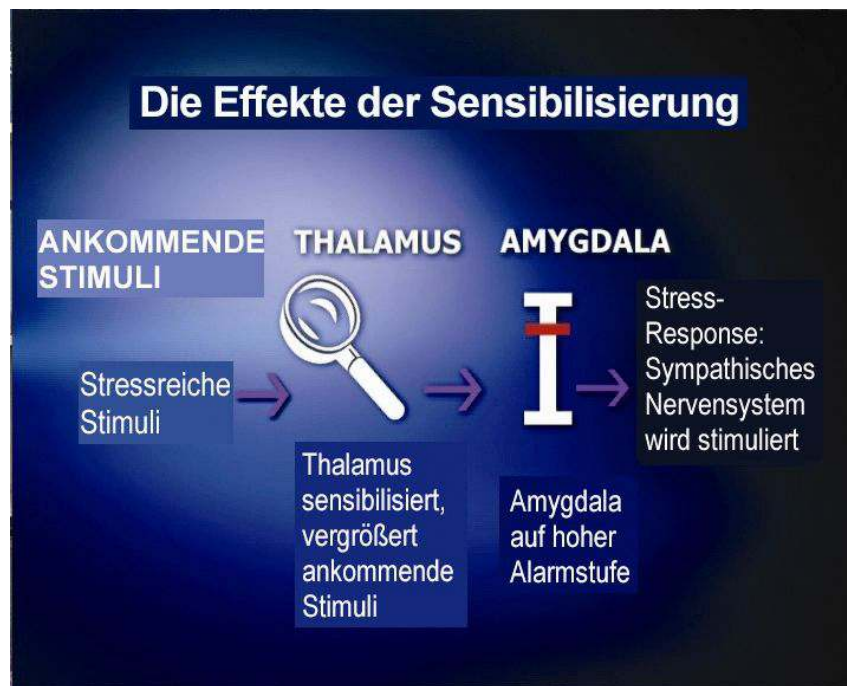 Die Effekte der Sensibilisierung
ANKOMMENDE
STIMULI
THALAMUS
AMYGDALA
Stressreiche
Stimuli
Thalamus
sensibilisiert,
vergrößert
ankommende
Stimuli
Amygdala
auf hoher
Alarmstufe
Stress-
Response:
Sympathisches
Nervensystem
wird stimuliert